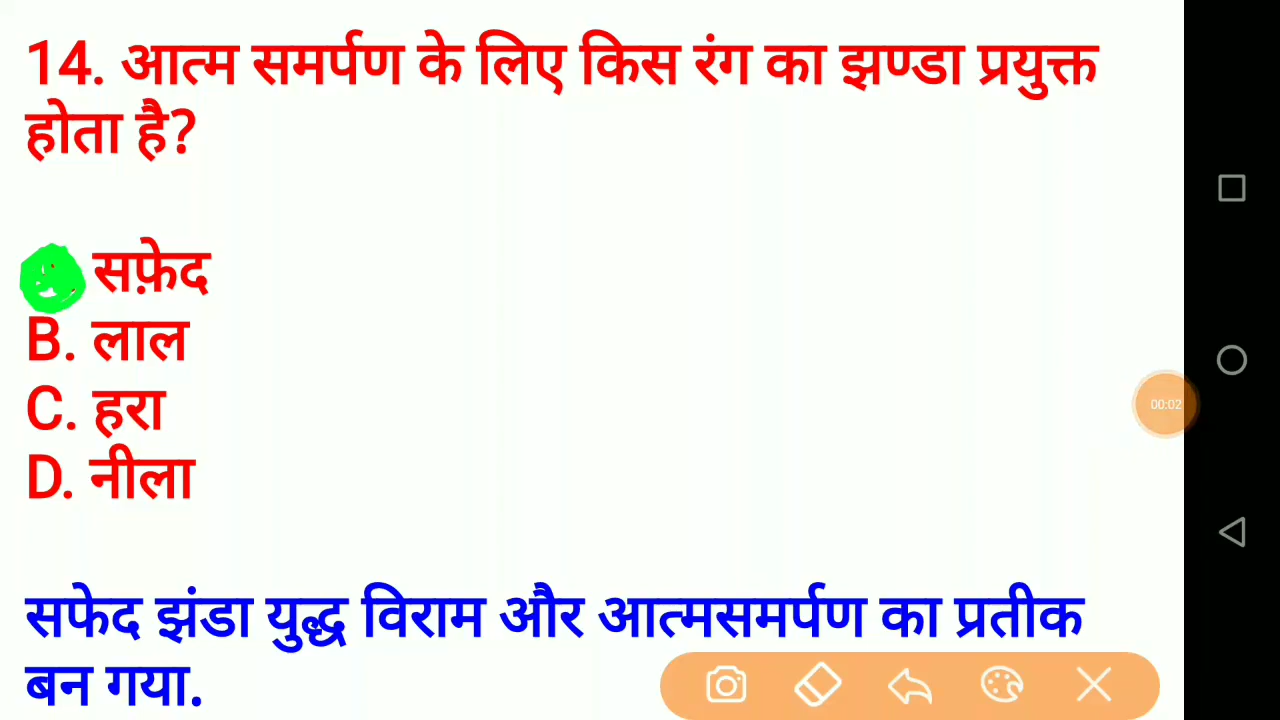 14. आत्म समर्पण के लिए किस रंग का झण्डा प्रयुक्त
होता है?
सफ़ेद
B. लाल
C. हरा
D. नीला
00:02
सफेद झंडा युद्ध विराम और आत्मसमर्पण का प्रतीक
बन गया.